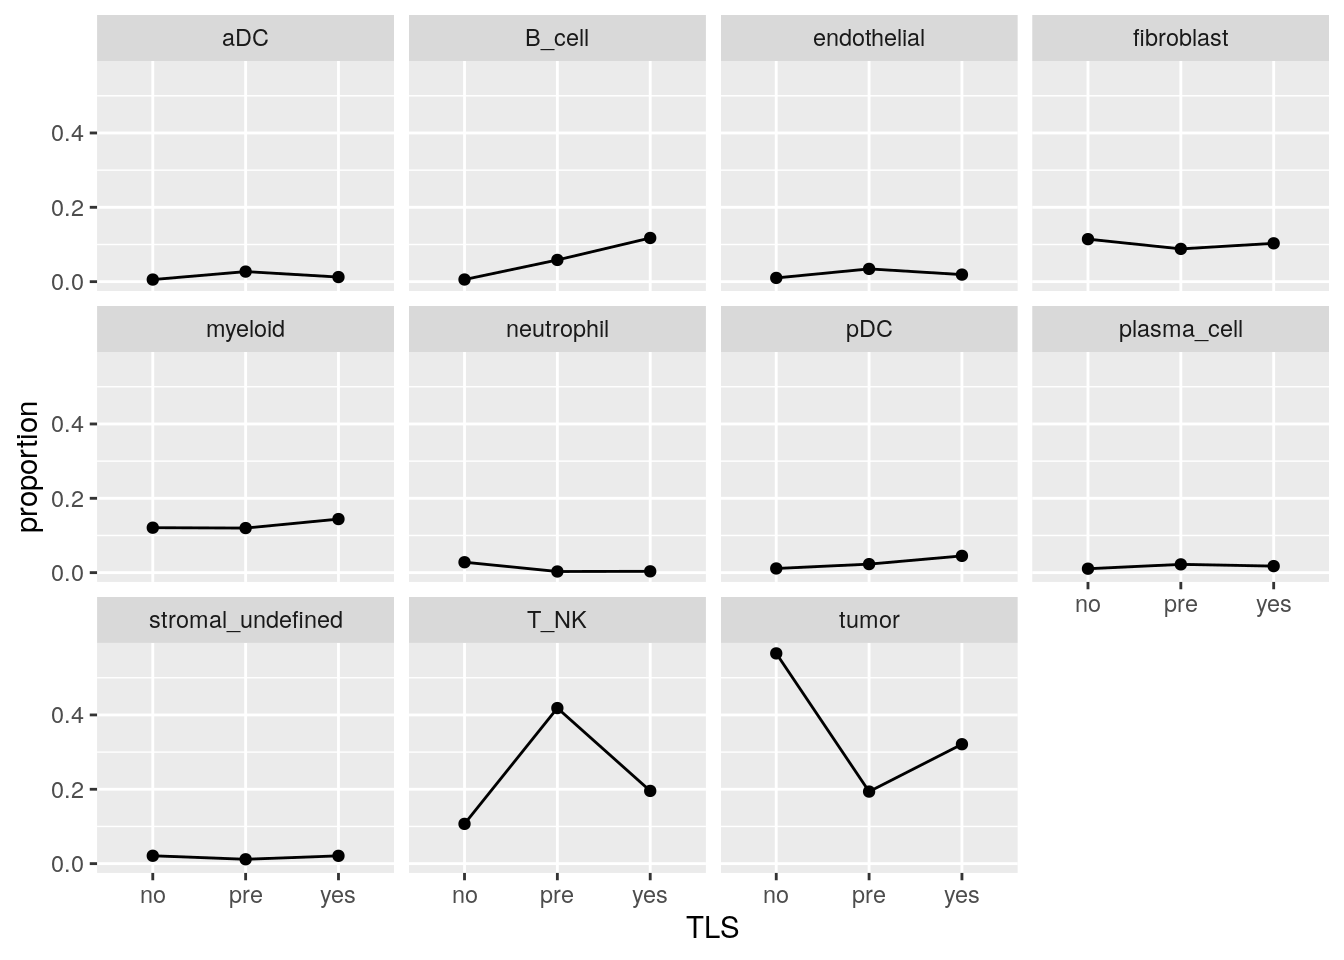 aDC B_cell endothelial fibroblast
0.4
0.2
0.0
myeloid neutrophil pDC plasma_cell
0.4
0.2
0.0
no pre yes
stromal_undefined T_NK tumor
0.4
0.2
0.0
no pre yes no pre yes no pre yes
TLS
proportion